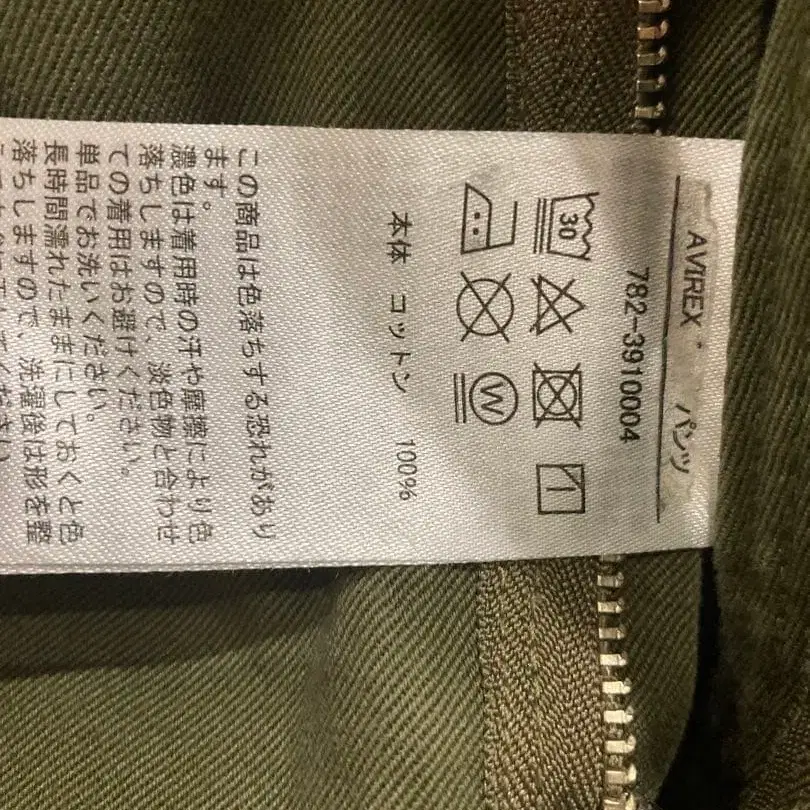 AVIREX パンツ
782-3910004
30
W
本体 コットン 100%
この商品は色落ちする恐れがあり
ます。
濃色は着用時の汗や摩擦により色
落ちしますので、淡色物と合わせ
ての着用はお避けください。
単品でお洗いください。
長時間濡れたままにしておくと色
落ちしますので、洗濯後は形を整